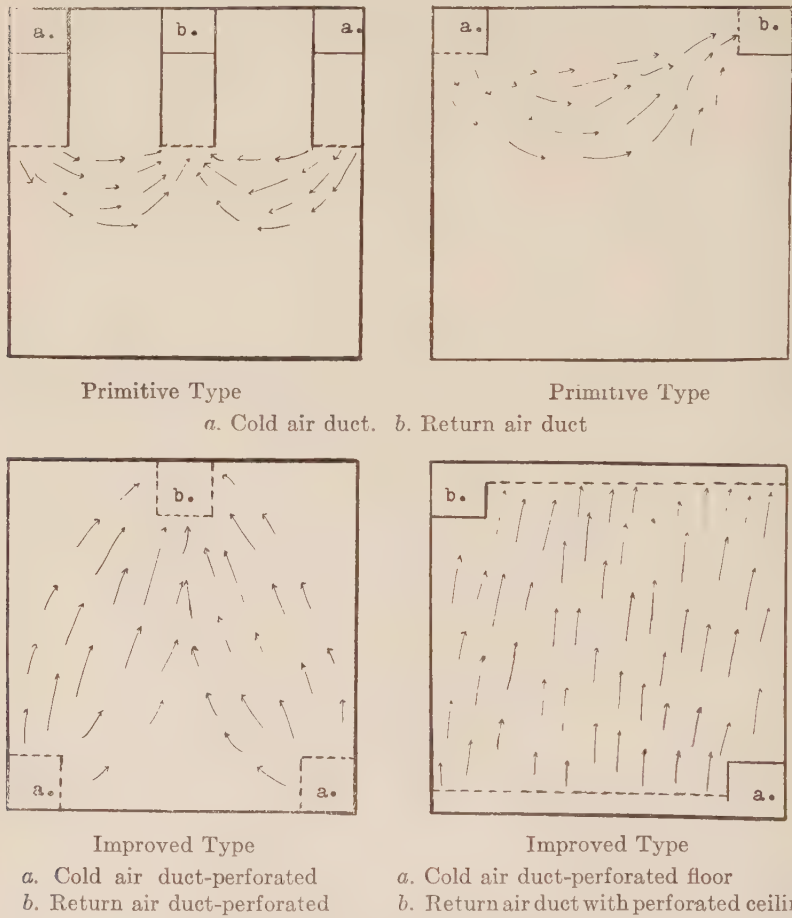 a. b. a.
a. b.
Primitive Type
Primitive Type
a. Cold air duct. b. Return air duct
b.
a. a.
b.
a.
Improved Type
a. Cold air duct-perforated
b. Return air duct-perforated
Improved Type
a. Cold air duct-perforated floor
b. Return air duct with perforated